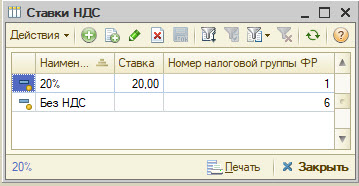 Ставки НДС
Действия
Наимен... Ставка Номер налоговой группы ФР
20% 20,00 1
Без НДС 6
20% Печать Закрыть